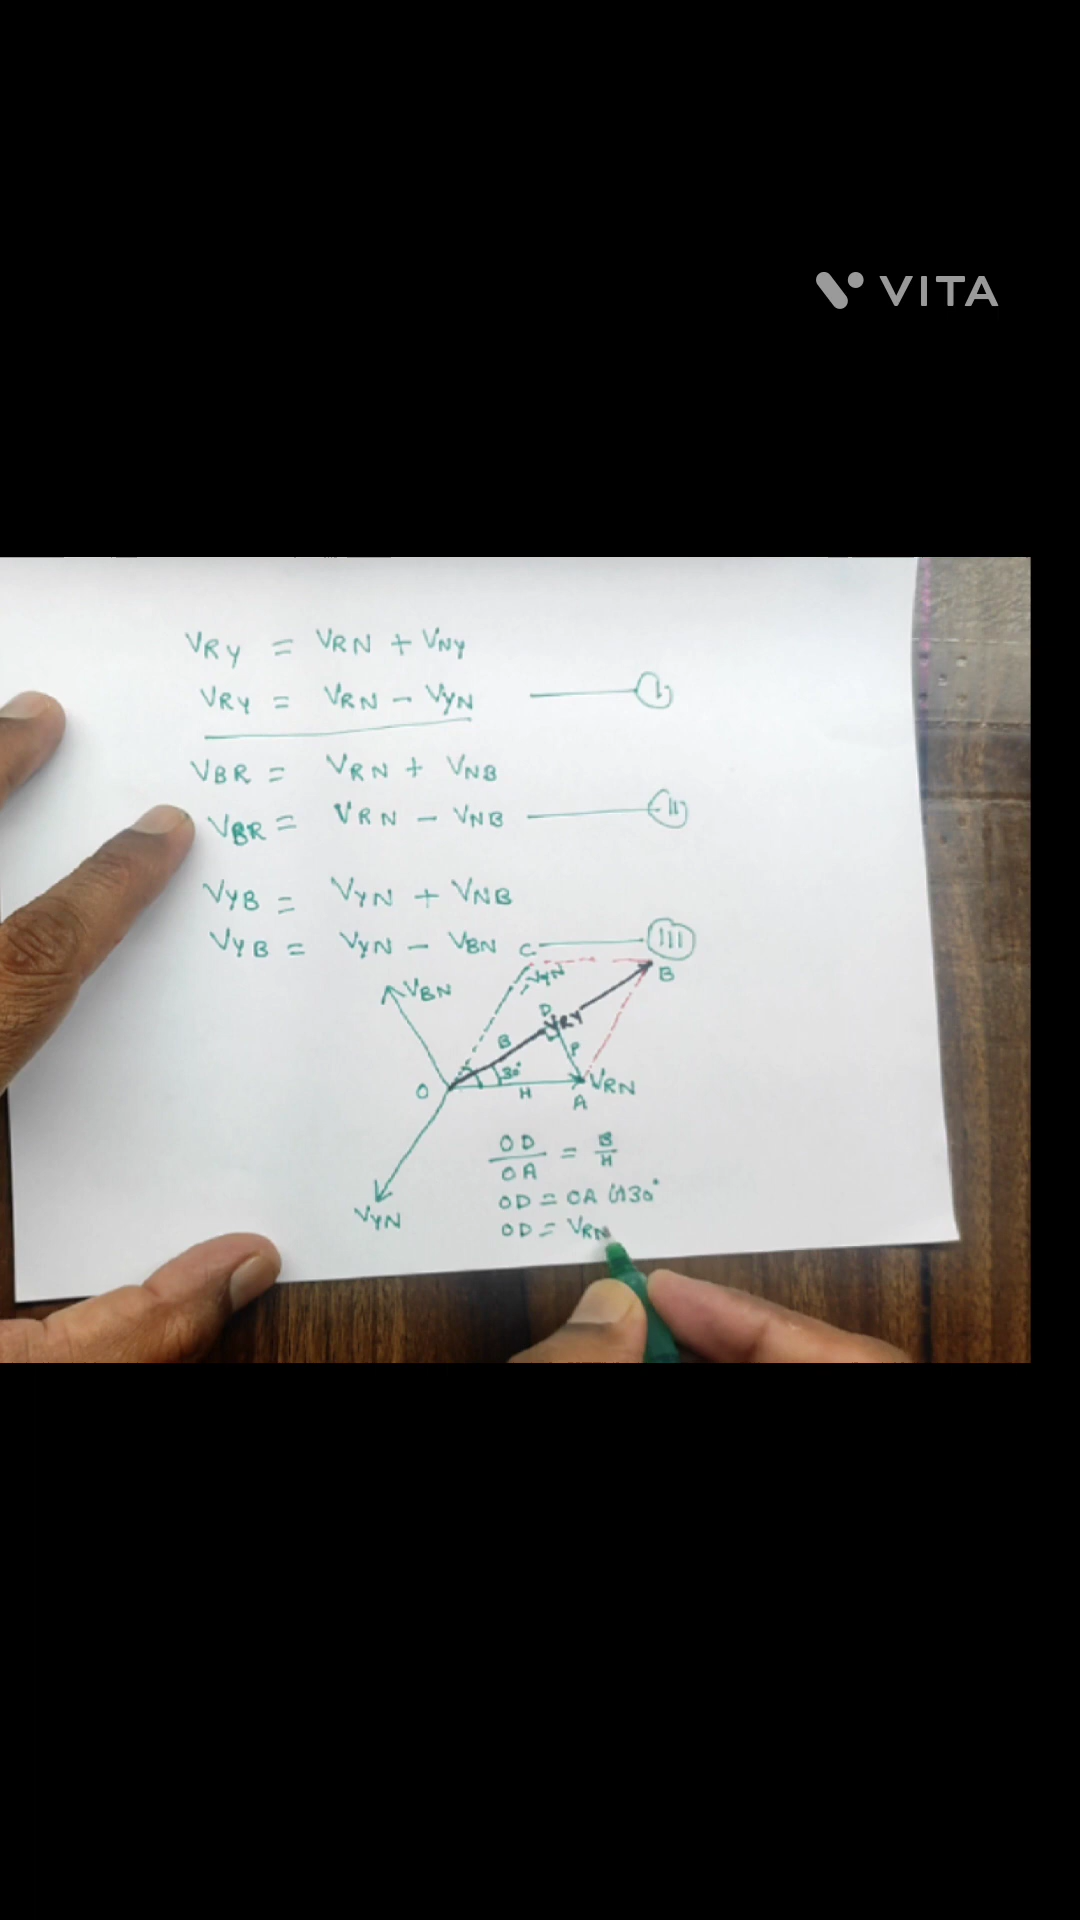 VITA
VRY = VRN + VNY
VRY = VRN - VYN I
VBR = VRN + VNB
VBR = VRN - VNB II
VYB = VYN + VNB
VYB = VYN - VBN III
C
B
-VYN
VBN
D
VRY
B
P
30°
O
H
A
VRN
VYN
OD/OA = B/H
OD = OA cos30°
OD = VRN